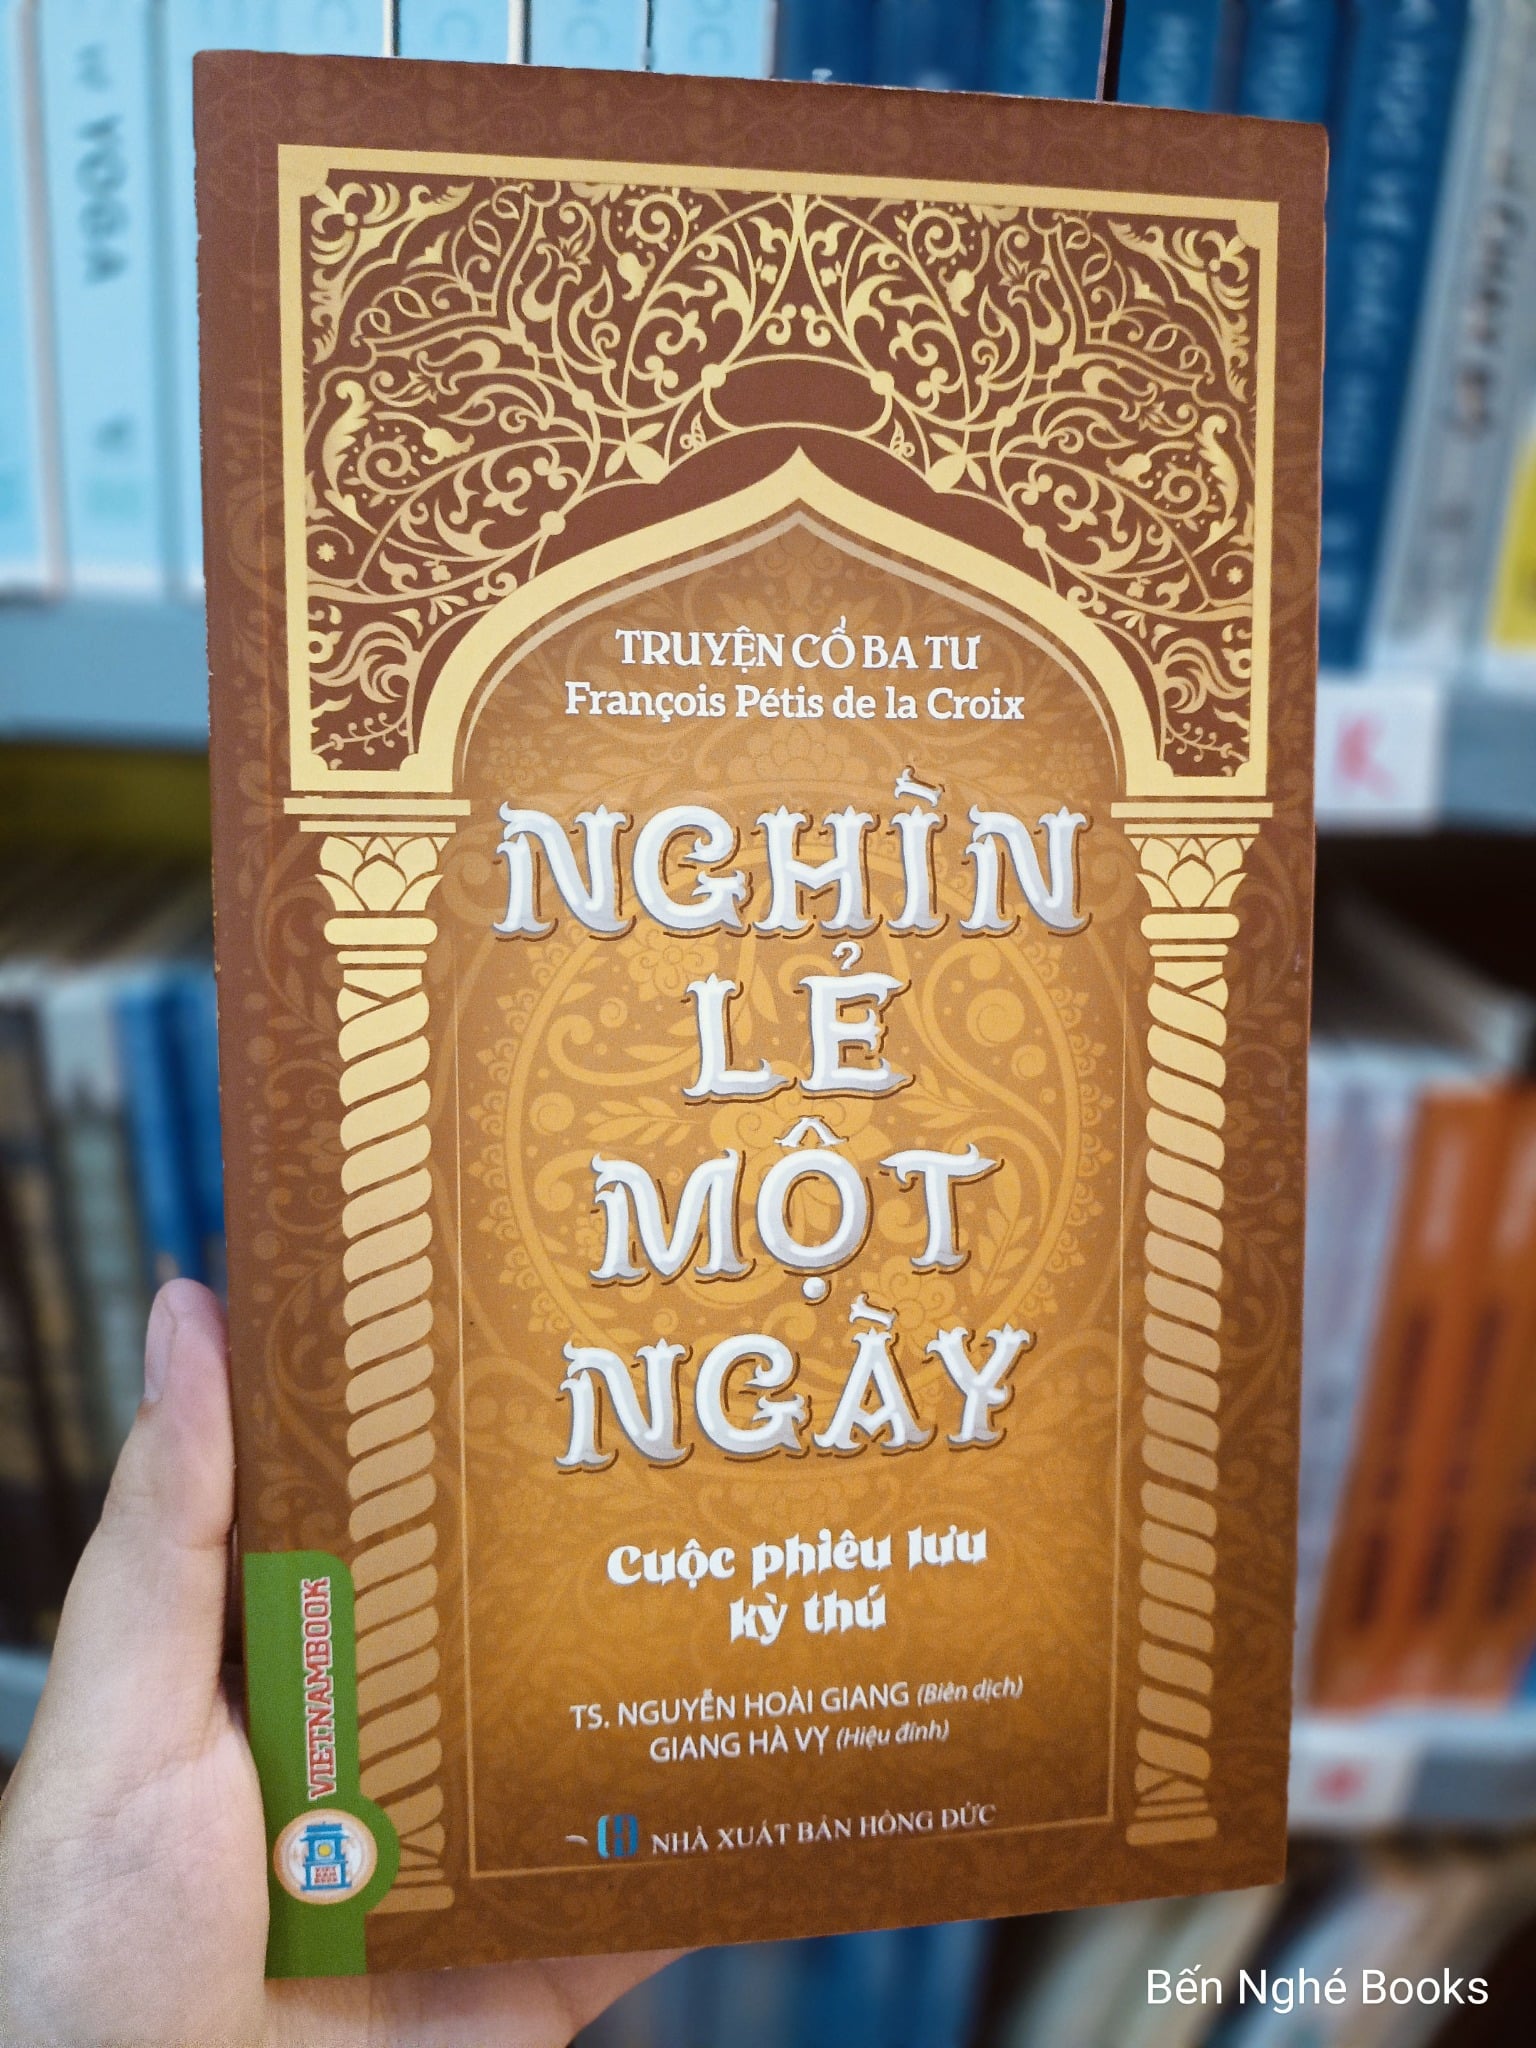 YOGA
TRUYỆN CỔ BA TƯ
François Pétis de la Croix
NGHÌN
LẺ
MỘT
NGÀY
Cuộc phiêu lưu
kỳ thú
TS. NGUYỄN HOÀI GIANG (Biên dịch)
GIANG HÀ VY (Hiệu đính)
NHÀ XUẤT BẢN HỒNG ĐỨC
VIETNAMBOOK
Bến Nghé Books